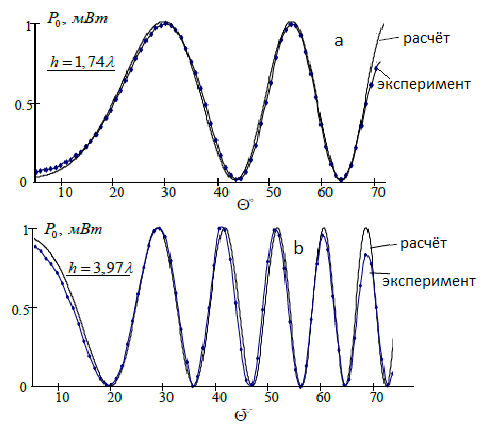 P₀, мВт
1
a
расчёт
h = 1,74λ
эксперимент
0.5
0
10 20 30 40 50 60 70
Θ°
P₀, мВт
1
b
расчёт
h = 3,97λ
эксперимент
0.5
0
10 20 30 40 50 60 70
Θ°